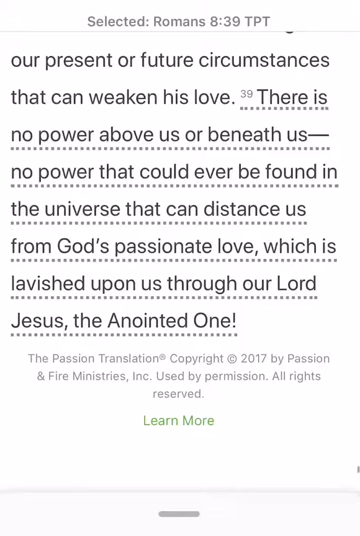 Selected: Romans 8:39 TPT
our present or future circumstances
that can weaken his love. 39 There is
no power above us or beneath us—
no power that could ever be found in
the universe that can distance us
from God’s passionate love, which is
lavished upon us through our Lord
Jesus, the Anointed One!
The Passion Translation® Copyright © 2017 by Passion
& Fire Ministries, Inc. Used by permission. All rights
reserved.
Learn More